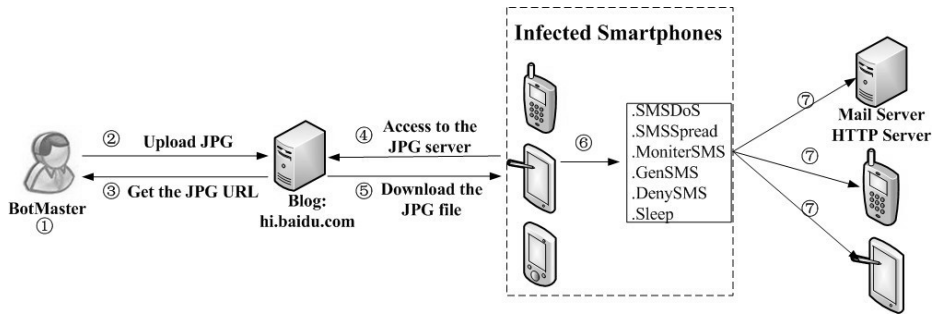 Infected Smartphones
② Upload JPG
③ Get the JPG URL
BotMaster
①
Blog:
hi.baidu.com
④ Access to the
JPG server
⑤ Download the
JPG file
⑥
.SMSDoS
.SMSSpread
.MoniterSMS
.GenSMS
.DenySMS
.Sleep
⑦
Mail Server
HTTP Server
⑦
⑦